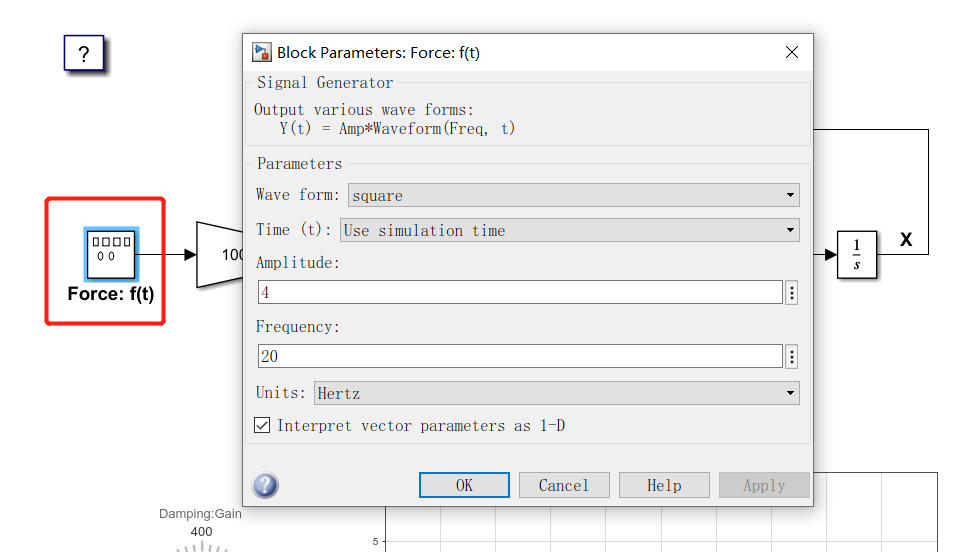 ?
Block Parameters: Force: f(t)
Signal Generator
Output various wave forms:
Y(t) = Amp*Waveform(Freq, t)
Parameters
Wave form: square
Time (t): Use simulation time
Amplitude:
4
Frequency:
20
Units: Hertz
Interpret vector parameters as 1-D
OK Cancel Help Apply
Force: f(t)
100
1
s
X
Damping:Gain
400
5